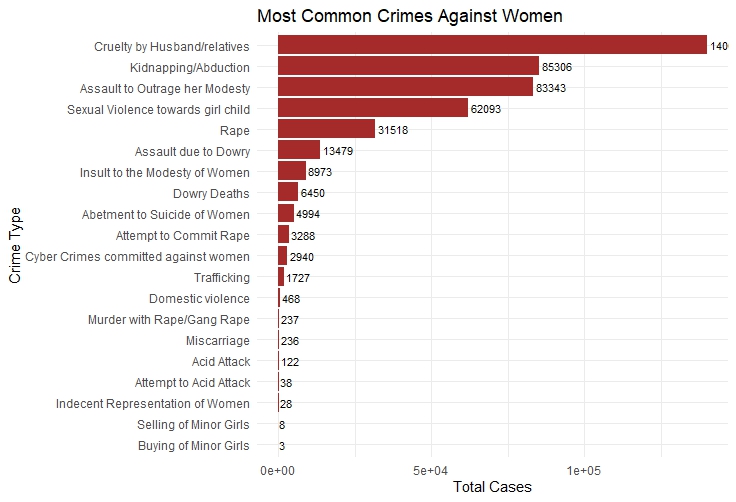 Most Common Crimes Against Women
Cruelty by Husband/relatives 140
Kidnapping/Abduction 85306
Assault to Outrage her Modesty 83343
Sexual Violence towards girl child 62093
Rape 31518
Assault due to Dowry 13479
Insult to the Modesty of Women 8973
Dowry Deaths 6450
Abetment to Suicide of Women 4994
Attempt to Commit Rape 3288
Cyber Crimes committed against women 2940
Trafficking 1727
Domestic violence 468
Murder with Rape/Gang Rape 237
Miscarriage 236
Acid Attack 122
Attempt to Acid Attack 38
Indecent Representation of Women 28
Selling of Minor Girls 8
Buying of Minor Girls 3
Crime Type
0e+00 5e+04 1e+05
Total Cases